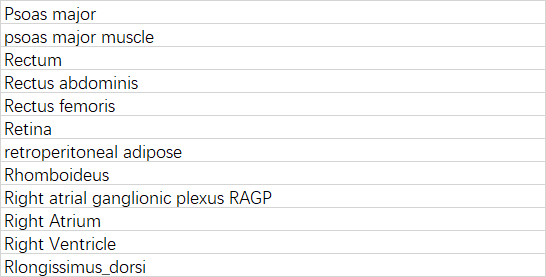 Psoas major
psoas major muscle
Rectum
Rectus abdominis
Rectus femoris
Retina
retroperitoneal adipose
Rhomboideus
Right atrial ganglionic plexus RAGP
Right Atrium
Right Ventricle
Rlongissimus_dorsi